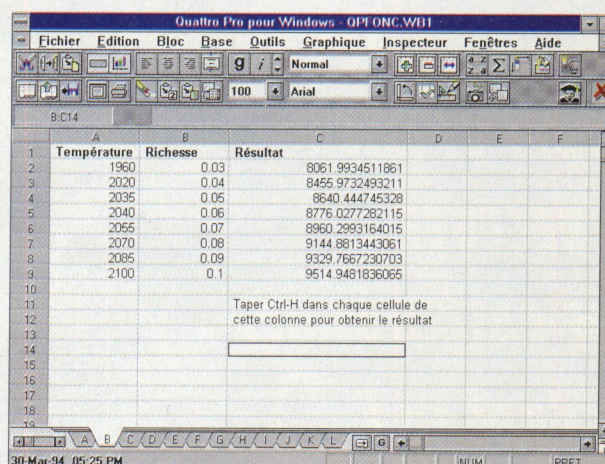 Quattro Pro pour Windows - QPFONC.WB1
Fichier Edition Bloc Base Outils Graphique Inspecteur Fenêtres Aide
g i Normal
100 Arial
B:C14
A B C D E F
1 Température Richesse Résultat
2 1960 0.03 8061.9934511861
3 2020 0.04 8455.9732493211
4 2035 0.05 8640.444745328
5 2040 0.06 8776.0277282115
6 2055 0.07 8960.2993164015
7 2070 0.08 9144.8813443061
8 2085 0.09 9329.7667230703
9 2100 0.1 9514.9481836065
10
11 Taper Ctrl-H dans chaque cellule de
12 cette colonne pour obtenir le résultat
13
14
15
16
17
18
19
A B C D E F G H I J K L G
30-Mar-94 05:25 PM NUM PRET